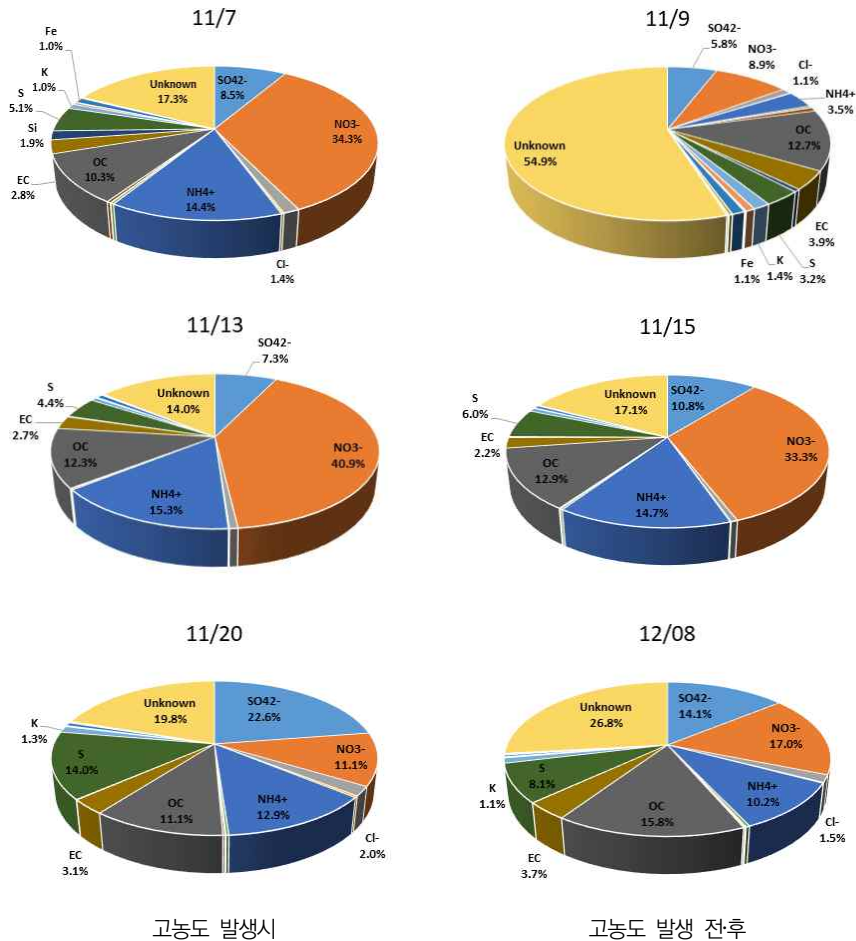 11/7
Fe
1.0%
K
1.0%
S
5.1%
Si
1.9%
EC
2.8%
OC
10.3%
Unknown
17.3%
SO42-
8.5%
NO3-
34.3%
NH4+
14.4%
Cl-
1.4%
11/9
SO42-
5.8%
NO3-
8.9%
Cl-
1.1%
NH4+
3.5%
OC
12.7%
EC
3.9%
S
3.2%
K
1.4%
Fe
1.1%
Unknown
54.9%
11/13
SO42-
7.3%
NO3-
40.9%
NH4+
15.3%
OC
12.3%
EC
2.7%
S
4.4%
Unknown
14.0%
11/15
SO42-
10.8%
NO3-
33.3%
NH4+
14.7%
OC
12.9%
EC
2.2%
S
6.0%
Unknown
17.1%
11/20
SO42-
22.6%
NO3-
11.1%
Cl-
2.0%
NH4+
12.9%
OC
11.1%
EC
3.1%
S
14.0%
K
1.3%
Unknown
19.8%
12/08
SO42-
14.1%
NO3-
17.0%
Cl-
1.5%
NH4+
10.2%
OC
15.8%
EC
3.7%
S
8.1%
K
1.1%
Unknown
26.8%
고농도 발생시
고농도 발생 전·후